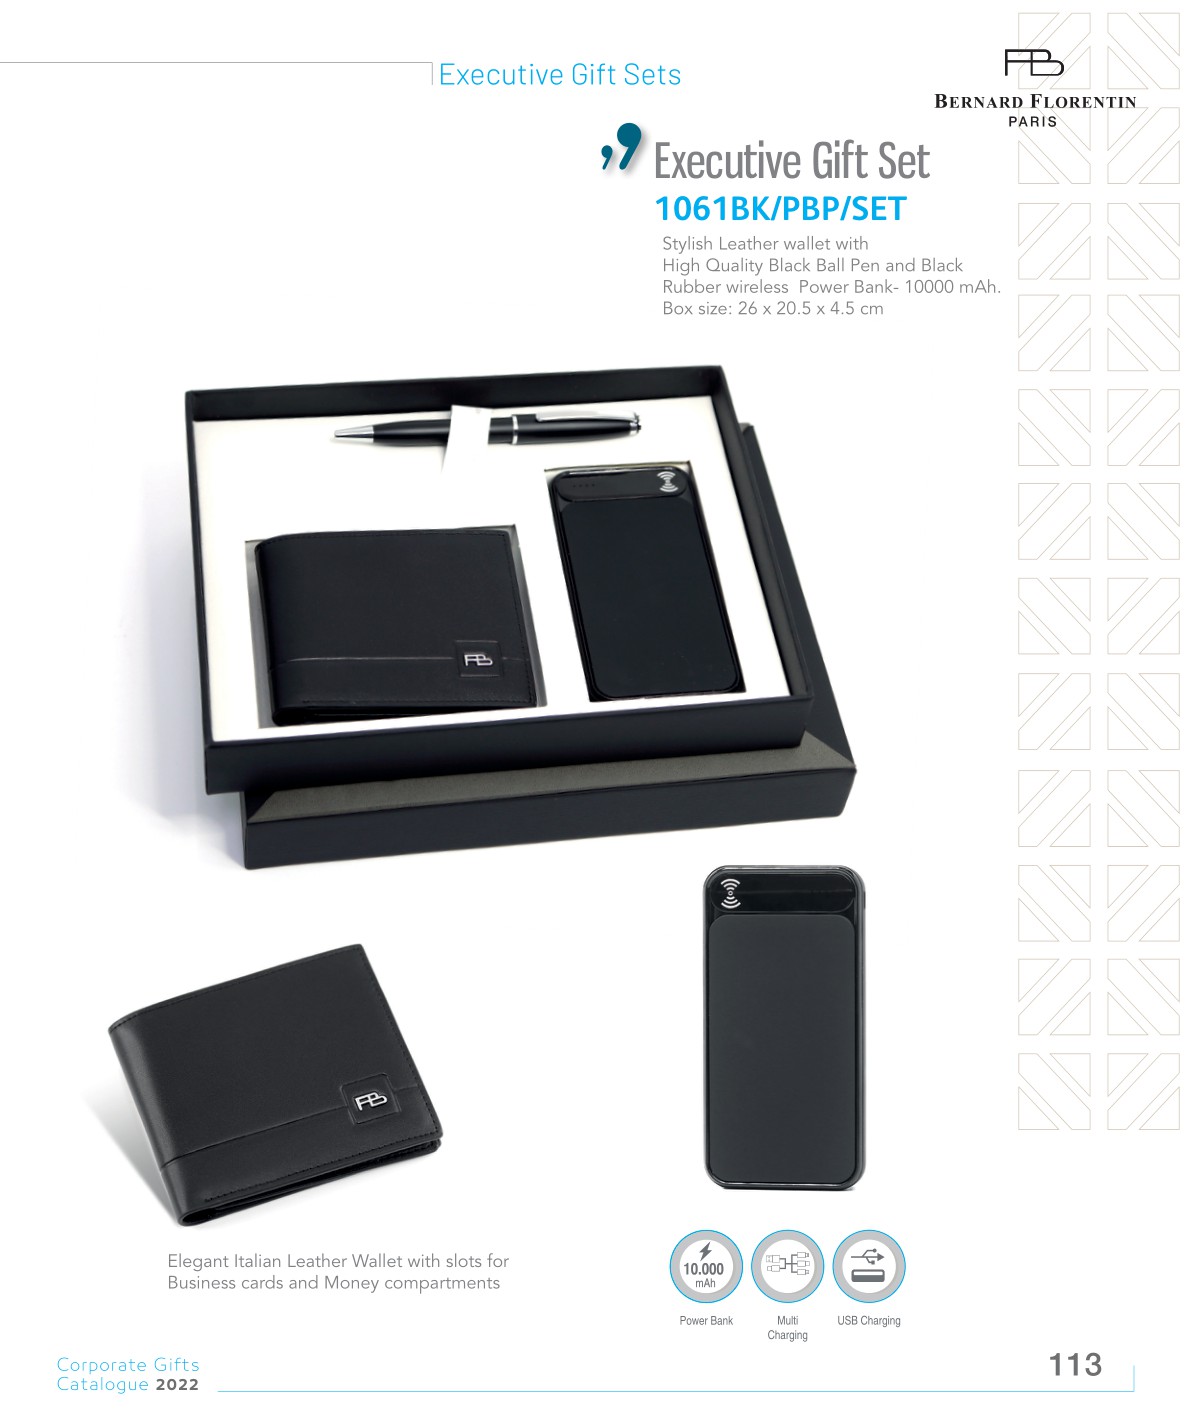 Executive Gift Sets
FB
BERNARD FLORENTIN
PARIS
Executive Gift Set
1061BK/PBP/SET
Stylish Leather wallet with
High Quality Black Ball Pen and Black
Rubber wireless Power Bank- 10000 mAh.
Box size: 26 x 20.5 x 4.5 cm
FB
FB
Elegant Italian Leather Wallet with slots for
Business cards and Money compartments
10.000
mAh
Power Bank
Multi
Charging
USB Charging
Corporate Gifts
Catalogue 2022
113